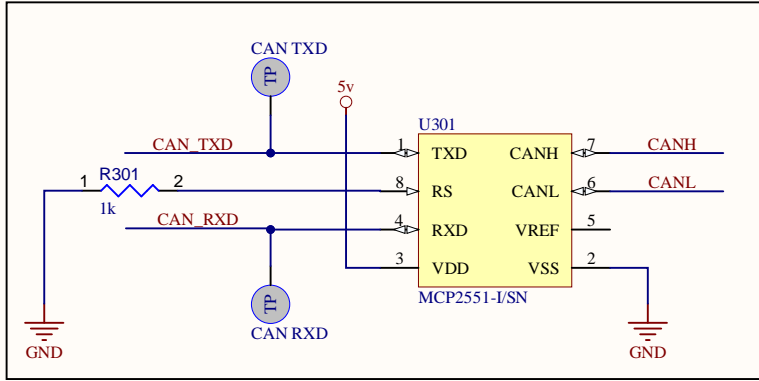 CAN TXD
TP
5v
U301
CAN_TXD
1
TXD
CANH
7
CANH
R301
1
2
1k
8
RS
CANL
6
CANL
CAN_RXD
4
RXD
VREF
5
3
VDD
VSS
2
MCP2551-I/SN
TP
CAN RXD
GND
GND